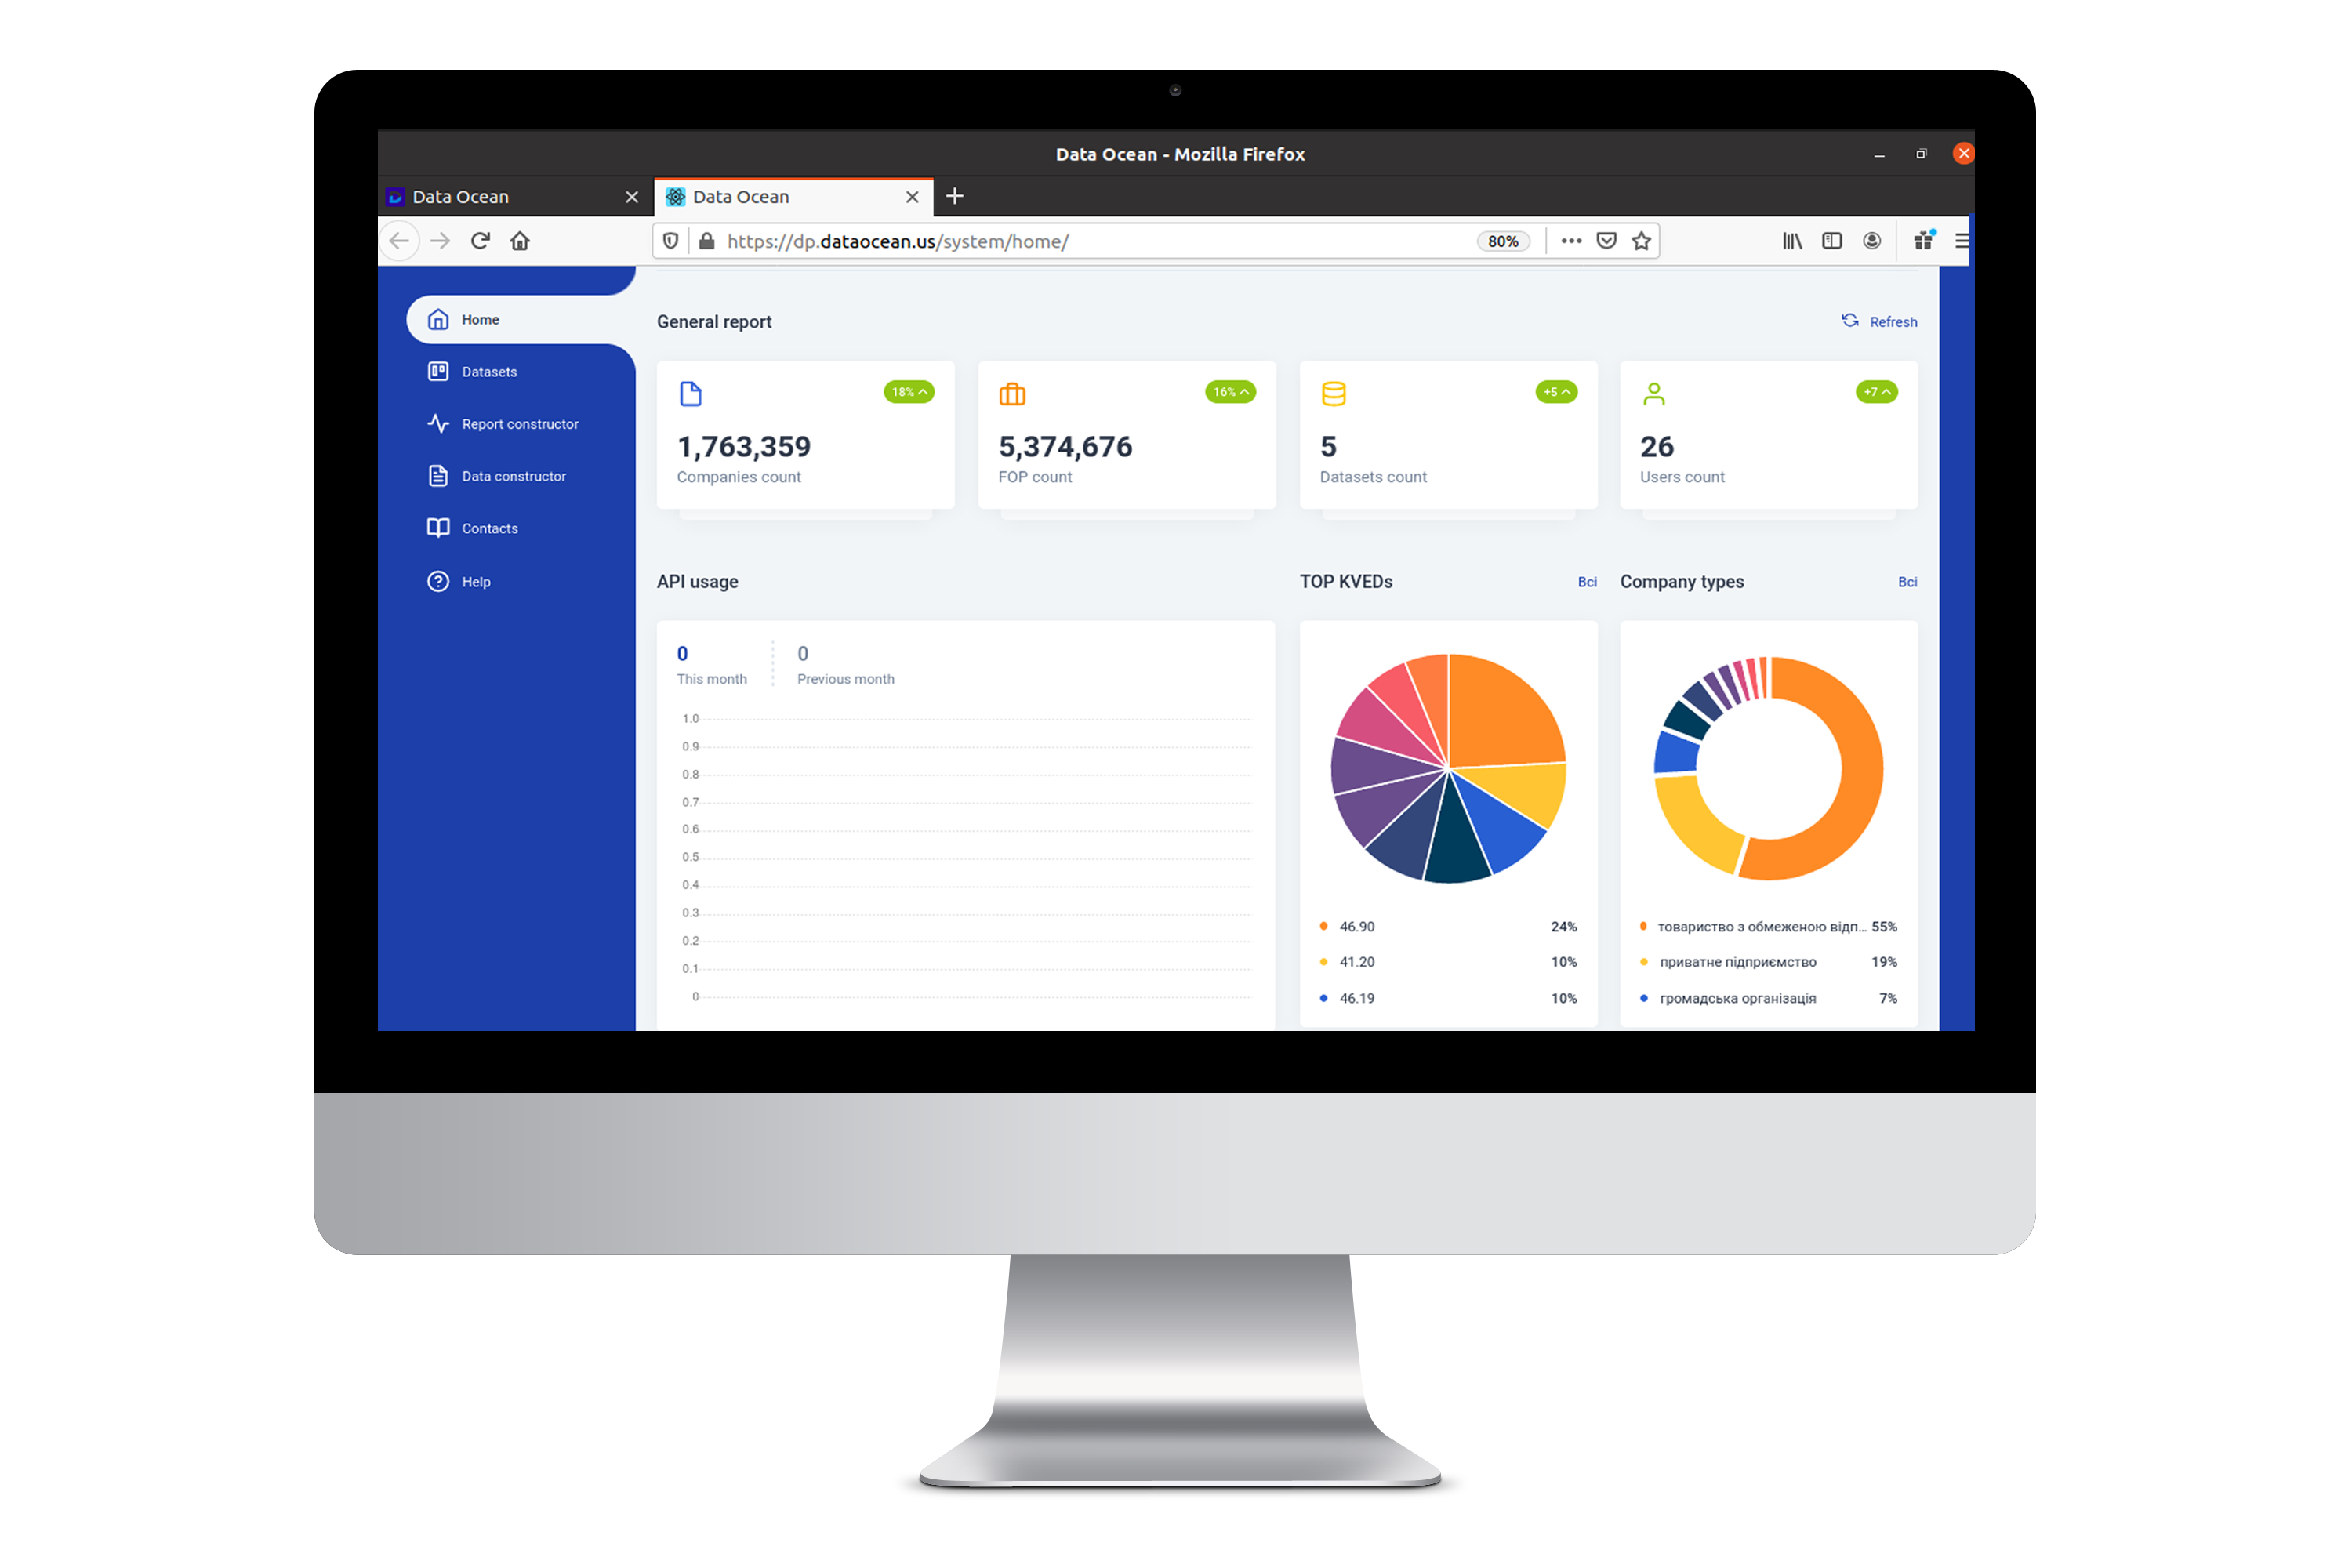 Data Ocean - Mozilla Firefox
Data Ocean
Data Ocean
https://dp.dataocean.us/system/home/
80%
Home
Datasets
Report constructor
Data constructor
Contacts
Help
General report
Refresh
18%
1,763,359
Companies count
16%
5,374,676
FOP count
+5
5
Datasets count
+7
26
Users count
API usage
0
This month
0
Previous month
1.0
0.9
0.8
0.7
0.6
0.5
0.4
0.3
0.2
0.1
0
TOP KVEDs
Всі
46.90 24%
41.20 10%
46.19 10%
Company types
Всі
товариство з обмеженою відп... 55%
приватне підприємство 19%
громадська організація 7%